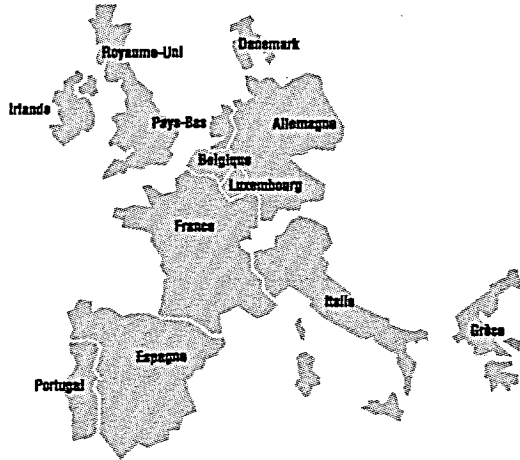 Royaume-Uni
Danemark
Irlande
Pays-Bas
Allemagne
Belgique
Luxembourg
France
Italie
Grèce
Espagne
Portugal